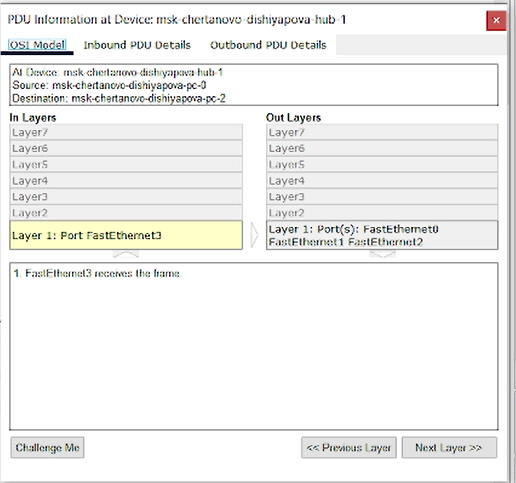 PDU Information at Device: msk-chertanovo-dishiyapova-hub-1
OSI Model Inbound PDU Details Outbound PDU Details
At Device: msk-chertanovo-dishiyapova-hub-1
Source: msk-chertanovo-dishiyapova-pc-0
Destination: msk-chertanovo-dishiyapova-pc-2
In Layers
Layer7
Layer6
Layer5
Layer4
Layer3
Layer2
Layer 1: Port FastEthernet3
Out Layers
Layer7
Layer6
Layer5
Layer4
Layer3
Layer2
Layer 1: Port(s): FastEthernet0
FastEthernet1 FastEthernet2
1. FastEthernet3 receives the frame.
Challenge Me
<< Previous Layer
Next Layer >>